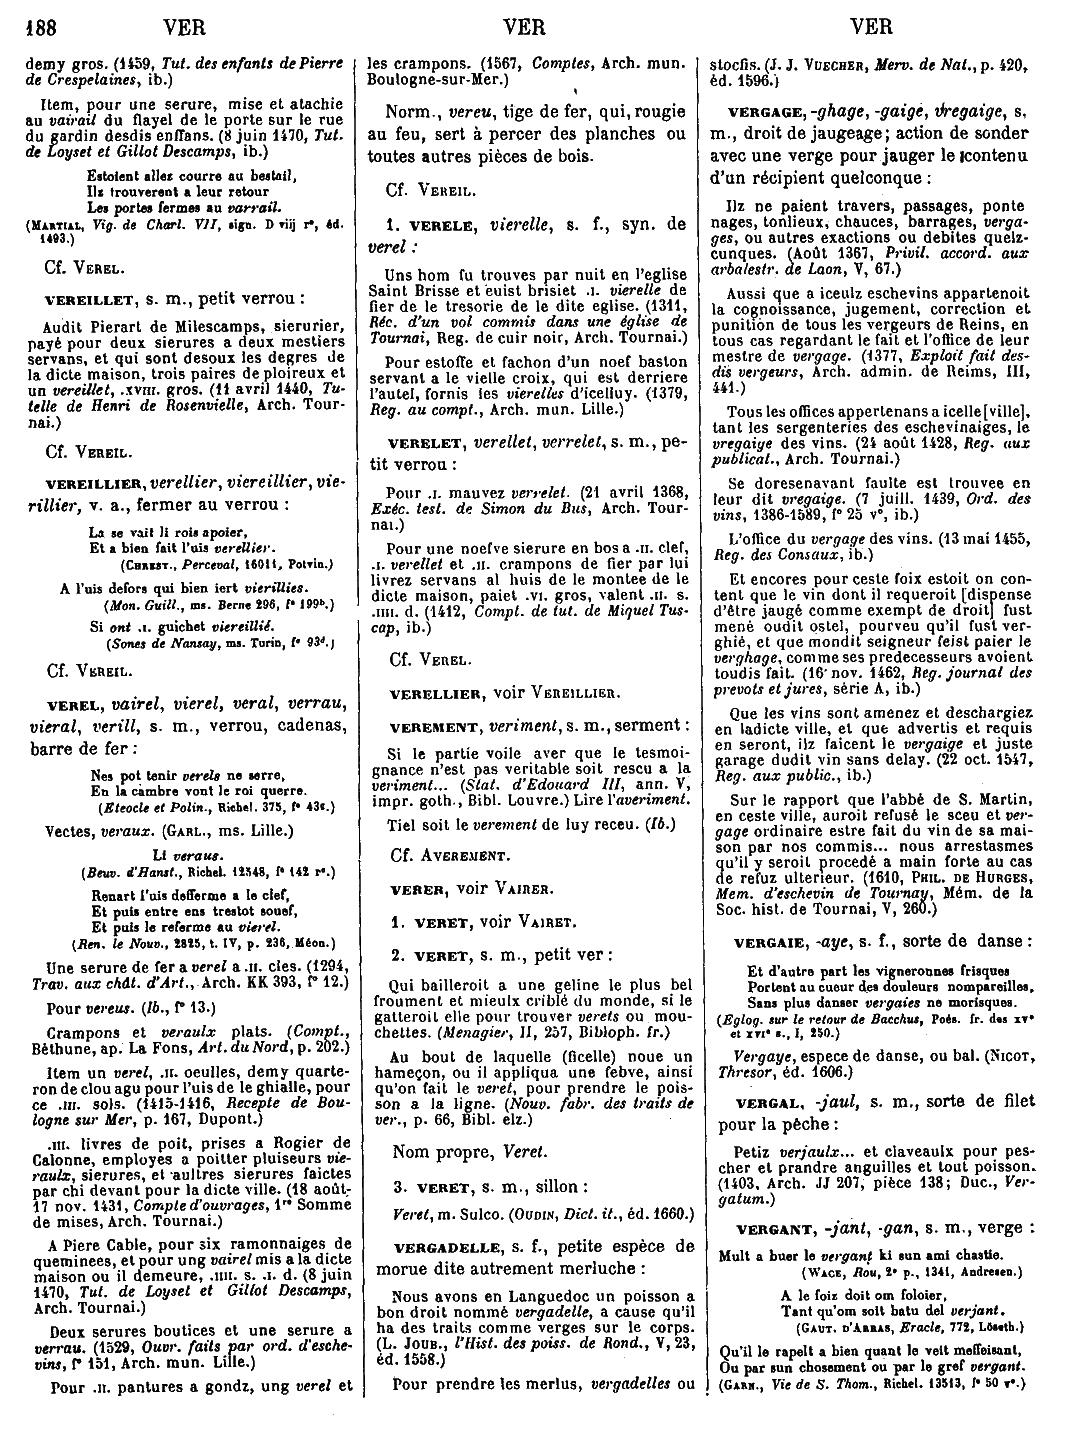 188 VER VER VER
demy gros. (1459, Tut. des enfants de Pierre
de Crespelaines, ib.)
Item, pour une serure, mise et atachie
au vairail du flayel de le porte sur le rue
du gardin desdis enffans. (8 juin 1470, Tut.
de Loyset et Gillot Descamps, ib.)
Estoient allez courre au bestail,
Ilz trouverent a leur retour
Les portes fermes au varrail.
(MARTIAL, Vig. de Charl. VII, sign. D viij r°, éd.
1493.)
Cf. VEREL.
VEREILLET, s. m., petit verrou :
Audit Pierart de Milescamps, sierurier,
payé pour deux sierures a deux mestiers
servans, et qui sont desoux les degres de
la dicte maison, trois paires de ploireux et
un vereillet, .XVIII. gros. (11 avril 1440, Tu-
telle de Henri de Rosenvielle, Arch. Tour-
nai.)
Cf. VEREIL.
VEREILLIER, verellier, viereillier, vie-
rillier, v. a., fermer au verrou :
La se vait li rois apoier,
Et a bien fait l'uis verellier.
(CHREST., Perceval, 16011, Potvin.)
A l'uis defors qui bien iert vierillies.
(Mon. Guill., ms. Berne 296, f° 199ᵇ.)
Si ont .I. guichet viereillié.
(Sones de Nansay, ms. Turin, f° 93ᵈ.)
Cf. VEREIL.
VEREL, vairel, vierel, veral, verrau,
vieral, verill, s. m., verrou, cadenas,
barre de fer :
Nes pot tenir verels ne serre,
En la cambre vont le roi querre.
(Eteocle et Polin., Richel. 375, f° 43c.)
Vectes, veraux. (GARL., ms. Lille.)
Li veraus.
(Beuv. d'Hanst., Richel. 12548, f° 142 r°.)
Renart l'uis defferme a le clef,
Et puis entre ens trestot souef,
Et puis le referme au vierel.
(Ren. le Nouv., 2825, t. IV, p. 236, Méon.)
Une serure de fer a verel a .II. cles. (1294,
Trav. aux chât. d'Art., Arch. KK 393, f° 12.)
Pour vereus. (Ib., f° 13.)
Crampons et veraulx plats. (Compt.,
Béthune, ap. La Fons, Art. du Nord, p. 202.)
Item un verel, .II. oeulles, demy quarte-
ron de clou agu pour l'uis de le ghialle, pour
ce .III. sols. (1415-1416, Recepte de Bou-
logne sur Mer, p. 167, Dupont.)
.III. livres de poit, prises a Rogier de
Calonne, employes a poitter pluiseurs vie-
raulx, sierures, et aultres sierures faictes
par chi devant pour la dicte ville. (18 août-
17 nov. 1431, Compte d'ouvrages, 1ʳᵉ Somme
de mises, Arch. Tournai.)
A Piere Cable, pour six ramonnaiges de
queminees, et pour ung vairel mis a la dicte
maison ou il demeure, .IIII. s. .I. d. (8 juin
1470, Tut. de Loyset et Gillot Descamps,
Arch. Tournai.)
Deux serures boutices et une serure a
verrau. (1529, Ouvr. faits par ord. d'esche-
vins, f° 151, Arch. mun. Lille.)
Pour .II. pantures a gondz, ung verel et
les crampons. (1567, Comptes, Arch. mun.
Boulogne-sur-Mer.)
Norm., vereu, tige de fer, qui, rougie
au feu, sert à percer des planches ou
toutes autres pièces de bois.
Cf. VEREIL.
1. VERELE, vierelle, s. f., syn. de
verel :
Uns hom fu trouves par nuit en l'eglise
Saint Brisse et euist brisiet .I. vierelle de
fier de le tresorie de le dite eglise. (1311,
Réc. d'un vol commis dans une église de
Tournai, Reg. de cuir noir, Arch. Tournai.)
Pour estoffe et fachon d'un noef baston
servant a le vielle croix, qui est derriere
l'autel, fornis les vierelles d'icelluy. (1379,
Reg. au compt., Arch. mun. Lille.)
VERELET, verellet, verrelet, s. m., pe-
tit verrou :
Pour .I. mauvez verrelet. (21 avril 1368,
Exéc. test. de Simon du Bus, Arch. Tour-
nai.)
Pour une noefve sierure en bos a .II. clef,
.I. verellet et .II. crampons de fier par lui
livrez servans al huis de le montee de le
dicte maison, paiet .VI. gros, valent .II. s.
.IIII. d. (1412, Compt. de tut. de Miquel Tus-
cap, ib.)
Cf. VEREL.
VERELLIER, voir VEREILLIER.
VEREMENT, veriment, s. m., serment :
Si le partie voile aver que le tesmoi-
gnance n'est pas veritable soit rescu a la
veriment... (Stat. d'Edouard III, ann. V,
impr. goth., Bibl. Louvre.) Lire l'averiment.
Tiel soit le verement de luy receu. (Ib.)
Cf. AVEREMENT.
VERER, voir VAIRER.
1. VERET, voir VAIRET.
2. VERET, s. m., petit ver :
Qui bailleroit a une geline le plus bel
froument et mieulx criblé du monde, si le
gatteroit elle pour trouver verets ou mou-
chettes. (Menagier, II, 257, Biblioph. fr.)
Au bout de laquelle (ficelle) noue un
hameçon, ou il appliqua une febve, ainsi
qu'on fait le veret, pour prendre le pois-
son a la ligne. (Nouv. fabr. des traits de
ver., p. 66, Bibl. elz.)
Nom propre, Veret.
3. VERET, s. m., sillon :
Veret, m. Sulco. (OUDIN, Dict. it., éd. 1660.)
VERGADELLE, s. f., petite espèce de
morue dite autrement merluche :
Nous avons en Languedoc un poisson a
bon droit nommé vergadelle, a cause qu'il
ha des traits comme verges sur le corps.
(L. JOUB., l'Hist. des poiss. de Rond., V, 23,
éd. 1558.)
Pour prendre les merlus, vergadelles ou
stocfis. (J. J. VUECHER, Merv. de Nat., p. 420,
éd. 1596.)
VERGAGE, -ghage, -gaige, vregaige, s.
m., droit de jaugeage ; action de sonder
avec une verge pour jauger le contenu
d'un récipient quelconque :
Ilz ne paient travers, passages, ponte
nages, tonlieux, chauces, barrages, verga-
ges, ou autres exactions ou debites quelz-
cunques. (Août 1367, Privil. accord. aux
arbalestr. de Laon, V, 67.)
Aussi que a iceulz eschevins appartenoit
la cognoissance, jugement, correction et
punition de tous les vergeurs de Reins, en
tous cas regardant le fait et l'office de leur
mestre de vergage. (1377, Exploit fait des-
dis vergeurs, Arch. admin. de Reims, III,
441.)
Tous les offices appertenans a icelle [ville],
tant les sergenteries des eschevinaiges, le
vregaige des vins. (24 août 1428, Reg. aux
publicat., Arch. Tournai.)
Se doresenavant faulte est trouvee en
leur dit vregaige. (7 juill. 1439, Ord. des
vins, 1386-1589, f° 25 v°, ib.)
L'office du vergage des vins. (13 mai 1455,
Reg. des Consaux, ib.)
Et encores pour ceste foix estoit on con-
tent que le vin dont il requeroit [dispense
d'être jaugé comme exempt de droit] fust
mené oudit ostel, pourveu qu'il fust ver-
ghié, et que mondit seigneur feist paier le
verghage, comme ses predecesseurs avoient
toudis fait. (16 nov. 1462, Reg. journal des
prevots et jures, série A, ib.)
Que les vins sont amenez et deschargiez
en ladicte ville, et que advertis et requis
en seront, ilz faicent le vergaige et juste
garage dudit vin sans delay. (22 oct. 1547,
Reg. aux public., ib.)
Sur le rapport que l'abbé de S. Martin,
en ceste ville, auroit refusé le sceu et ver-
gage ordinaire estre fait du vin de sa mai-
son par nos commis... nous arrestasmes
qu'il y seroit procedé a main forte au cas
de refuz ulterieur. (1610, PHIL. DE HURGES,
Mem. d'eschevin de Tournay, Mém. de la
Soc. hist. de Tournai, V, 260.)
VERGAIE, -aye, s. f., sorte de danse :
Et d'autre part les vigneronnes frisques
Portent au cueur des douleurs nompareilles,
Sans plus danser vergaies ne morisques.
(Eglog. sur le retour de Bacchus, Poés. fr. des XVᵉ
et XVIᵉ s., I, 250.)
Vergaye, espece de danse, ou bal. (NICOT,
Thresor, éd. 1606.)
VERGAL, -jaul, s. m., sorte de filet
pour la pêche :
Petiz verjaulx... et claveaulx pour pes-
cher et prandre anguilles et tout poisson.
(1403, Arch. JJ 207, pièce 138 ; Duc., Ver-
gatum.)
VERGANT, -jant, -gan, s. m., verge :
Mult a buer le vergant ki sun ami chastie.
(WACE, Rou, 2ᵉ p., 1341, Andresen.)
A le foiz doit om foloier,
Tant qu'om soit batu del verjant.
(GAUT. D'ARRAS, Eracle, 772, Löseth.)
Qu'il le rapelt a bien quant le veit meffeisant,
Ou par sun chosement ou par le gref vergant.
(GARN., Vie de S. Thom., Richel. 13513, f° 50 v°.)